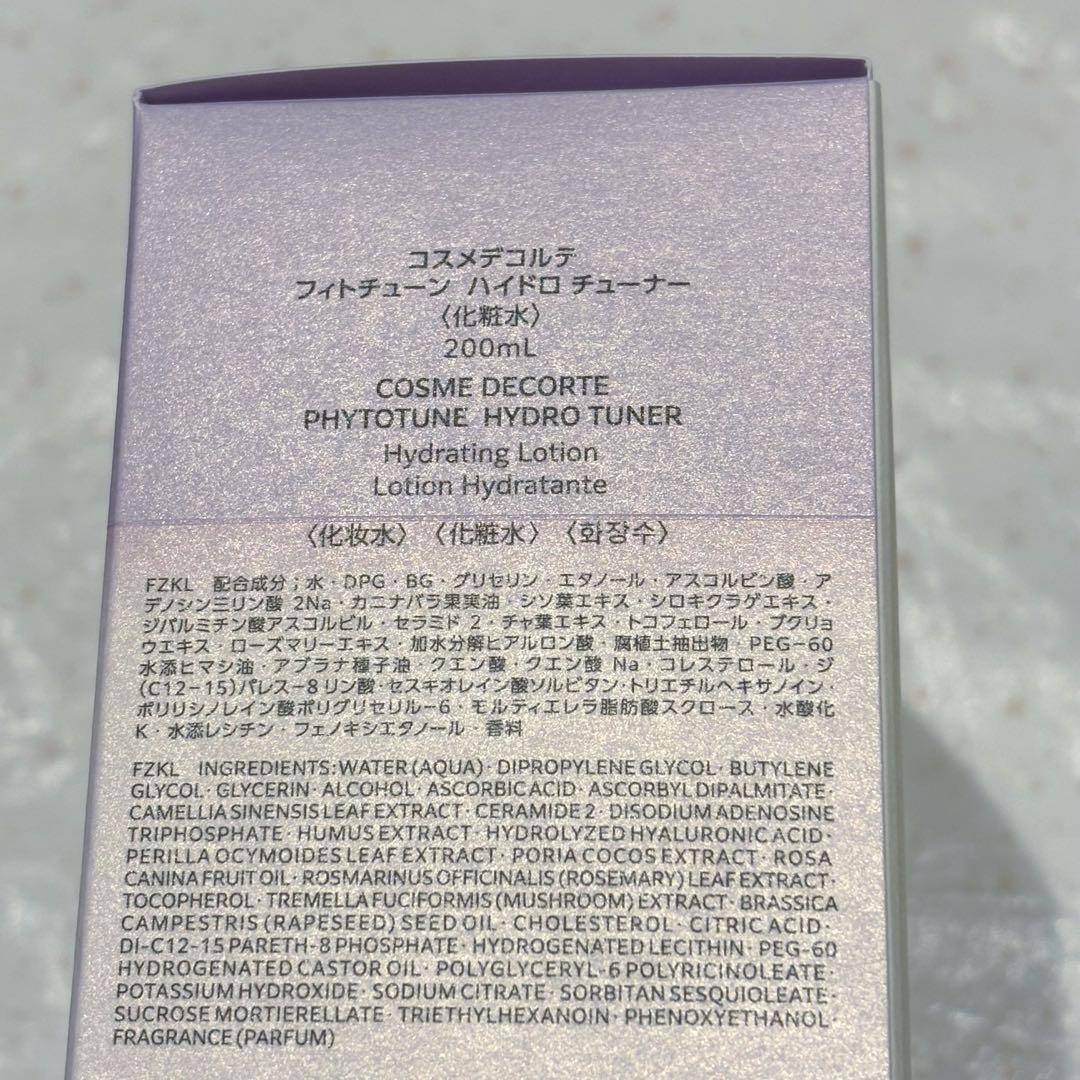 コスメデコルテ
フィトチューン ハイドロ チューナー
〈化粧水〉
200mL
COSME DECORTE
PHYTOTUNE HYDRO TUNER
Hydrating Lotion
Lotion Hydratante
〈化妆水〉〈化粧水〉〈화장수〉
FZKL 配合成分；水・DPG・BG・グリセリン・エタノール・アスコルビン酸・ア
デノシン三リン酸 2Na・カニナバラ果実油・シソ葉エキス・シロキクラゲエキス・
ジパルミチン酸アスコルビル・セラミド 2・チャ葉エキス・トコフェロール・ブクリョ
ウエキス・ローズマリーエキス・加水分解ヒアルロン酸・腐植土抽出物・PEG-60
水添ヒマシ油・アブラナ種子油・クエン酸・クエン酸 Na・コレステロール・ジ
(C12-15)パレス-8 リン酸・セスキオレイン酸ソルビタン・トリエチルヘキサノイン・
ポリリシノレイン酸ポリグリセリル-6・モルティエレラ脂肪酸スクロース・水酸化
K・水添レシチン・フェノキシエタノール・香料
FZKL INGREDIENTS:WATER (AQUA)· DIPROPYLENE GLYCOL· BUTYLENE
GLYCOL· GLYCERIN· ALCOHOL· ASCORBIC ACID· ASCORBYL DIPALMITATE·
CAMELLIA SINENSIS LEAF EXTRACT· CERAMIDE 2· DISODIUM ADENOSINE
TRIPHOSPHATE· HUMUS EXTRACT· HYDROLYZED HYALURONIC ACID·
PERILLA OCYMOIDES LEAF EXTRACT· PORIA COCOS EXTRACT· ROSA
CANINA FRUIT OIL· ROSMARINUS OFFICINALIS (ROSEMARY) LEAF EXTRACT·
TOCOPHEROL· TREMELLA FUCIFORMIS (MUSHROOM) EXTRACT· BRASSICA
CAMPESTRIS (RAPESEED) SEED OIL· CHOLESTEROL· CITRIC ACID·
DI-C12-15 PARETH-8 PHOSPHATE· HYDROGENATED LECITHIN· PEG-60
HYDROGENATED CASTOR OIL· POLYGLYCERYL-6 POLYRICINOLEATE·
POTASSIUM HYDROXIDE· SODIUM CITRATE· SORBITAN SESQUIOLEATE·
SUCROSE MORTIERELLATE· TRIETHYLHEXANOIN· PHENOXYETHANOL·
FRAGRANCE (PARFUM)